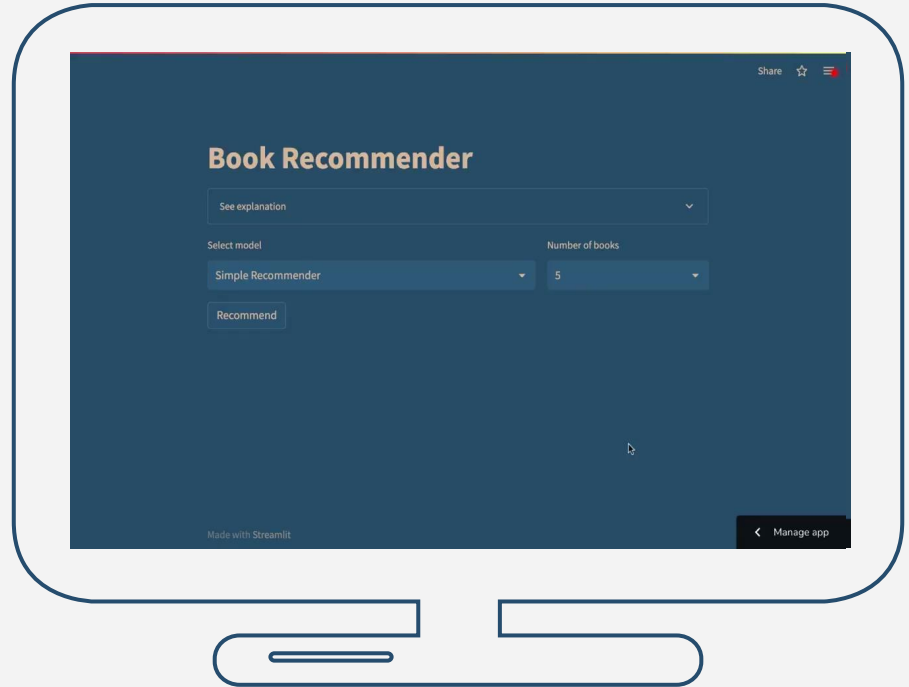 Share
Book Recommender
See explanation
Select model
Number of books
Simple Recommender
5
Recommend
Made with Streamlit
Manage app